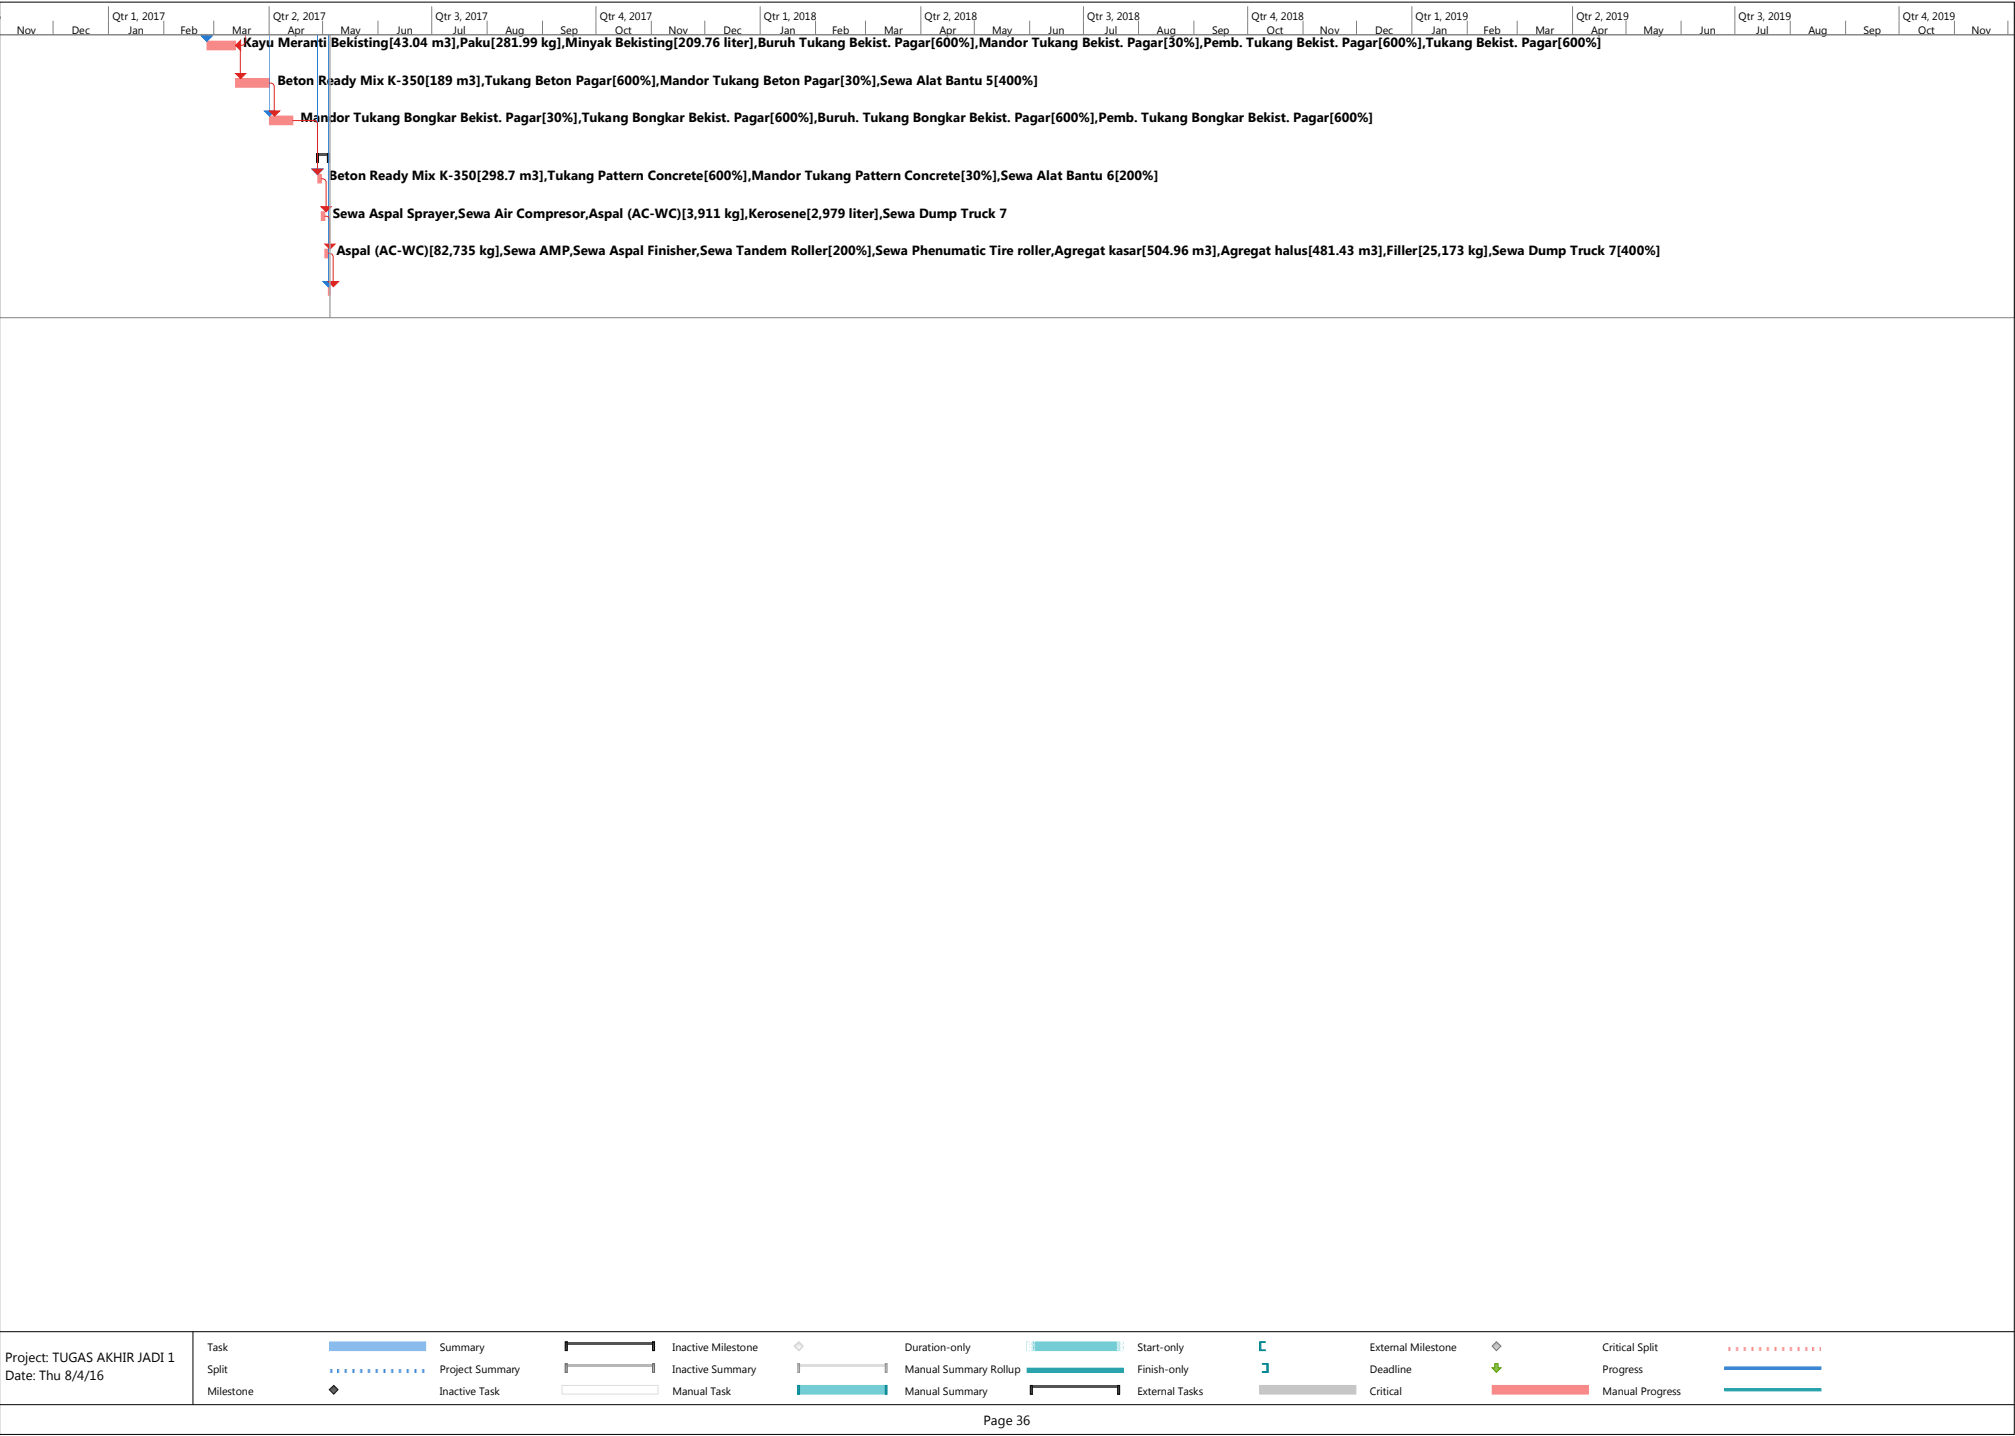 Qtr 1, 2017 Qtr 2, 2017 Qtr 3, 2017 Qtr 4, 2017 Qtr 1, 2018 Qtr 2, 2018 Qtr 3, 2018 Qtr 4, 2018 Qtr 1, 2019 Qtr 2, 2019 Qtr 3, 2019 Qtr 4, 2019
Nov Dec Jan Feb Mar Apr May Jun Jul Aug Sep Oct Nov Dec Jan Feb Mar Apr May Jun Jul Aug Sep Oct Nov Dec Jan Feb Mar Apr May Jun Jul Aug Sep Oct Nov
Kayu Meranti Bekisting[43.04 m3],Paku[281.99 kg],Minyak Bekisting[209.76 liter],Buruh Tukang Bekist. Pagar[600%],Mandor Tukang Bekist. Pagar[30%],Pemb. Tukang Bekist. Pagar[600%],Tukang Bekist. Pagar[600%]
Beton Ready Mix K-350[189 m3],Tukang Beton Pagar[600%],Mandor Tukang Beton Pagar[30%],Sewa Alat Bantu 5[400%]
Mandor Tukang Bongkar Bekist. Pagar[30%],Tukang Bongkar Bekist. Pagar[600%],Buruh. Tukang Bongkar Bekist. Pagar[600%],Pemb. Tukang Bongkar Bekist. Pagar[600%]
Beton Ready Mix K-350[298.7 m3],Tukang Pattern Concrete[600%],Mandor Tukang Pattern Concrete[30%],Sewa Alat Bantu 6[200%]
Sewa Aspal Sprayer,Sewa Air Compresor,Aspal (AC-WC)[3,911 kg],Kerosene[2,979 liter],Sewa Dump Truck 7
Aspal (AC-WC)[82,735 kg],Sewa AMP,Sewa Aspal Finisher,Sewa Tandem Roller[200%],Sewa Phenumatic Tire roller,Agregat kasar[504.96 m3],Agregat halus[481.43 m3],Filler[25,173 kg],Sewa Dump Truck 7[400%]
Project: TUGAS AKHIR JADI 1
Date: Thu 8/4/16
Task Summary Inactive Milestone Duration-only Start-only External Milestone Critical Split
Split Project Summary Inactive Summary Manual Summary Rollup Finish-only Deadline Progress
Milestone Inactive Task Manual Task Manual Summary External Tasks Critical Manual Progress
Page 36